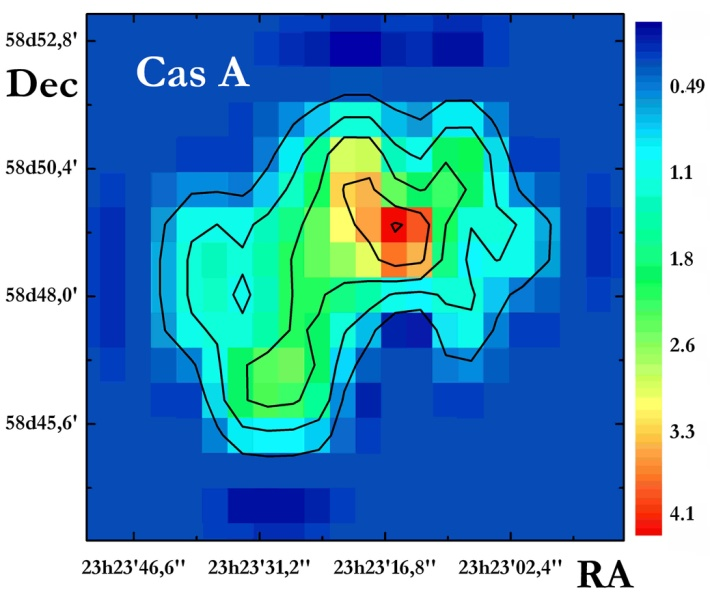 58d52,8'
Dec
Cas A
58d50,4'
58d48,0'
58d45,6'
0.49
1.1
1.8
2.6
3.3
4.1
23h23'46,6'' 23h23'31,2'' 23h23'16,8'' 23h23'02,4'' RA